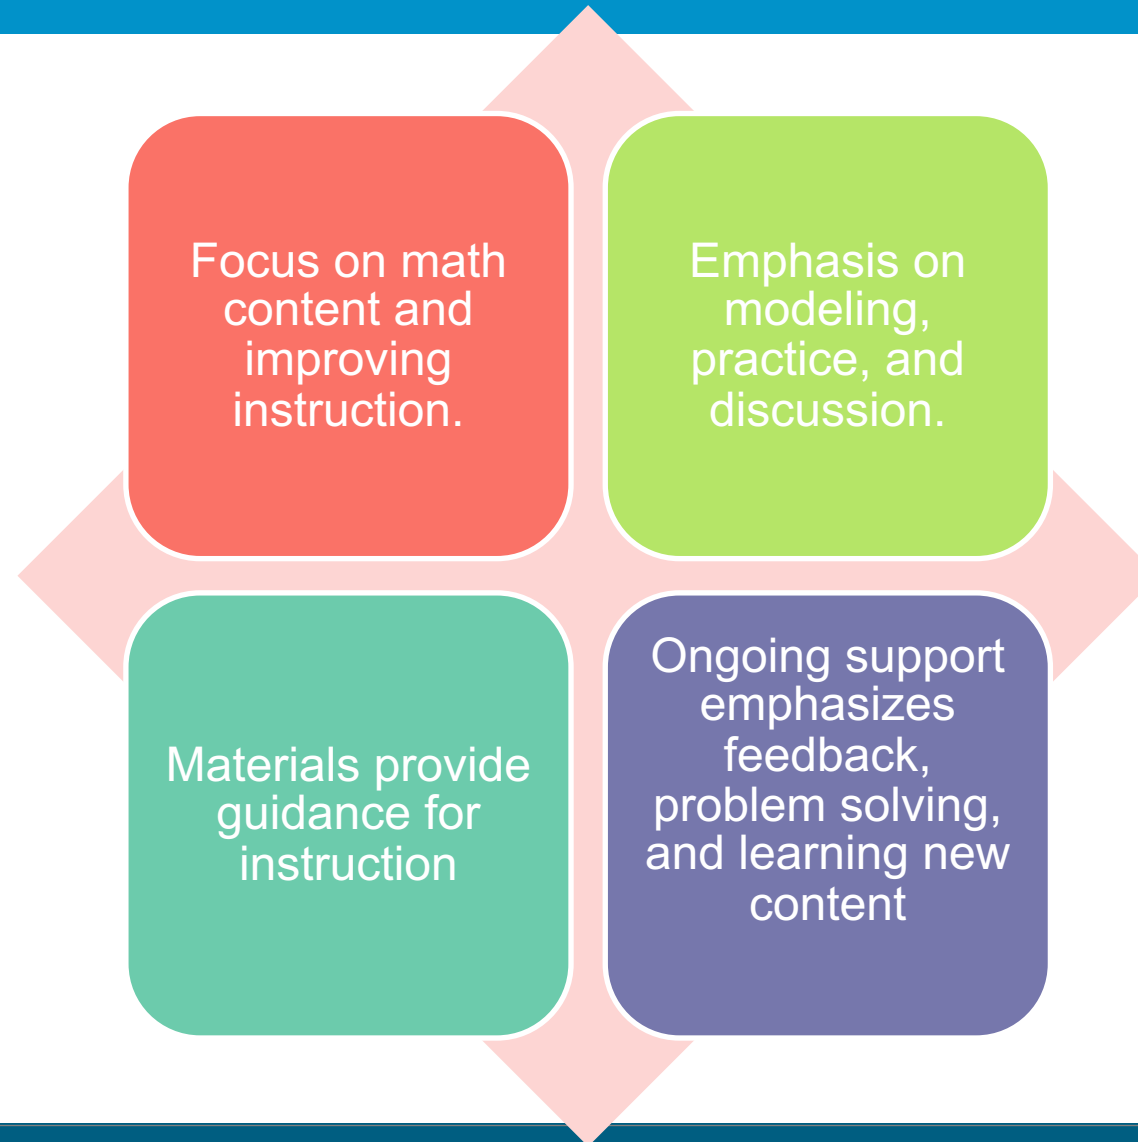 Focus on math
content and
improving
instruction.
Emphasis on
modeling,
practice, and
discussion.
Materials provide
guidance for
instruction
Ongoing support
emphasizes
feedback,
problem solving,
and learning new
content